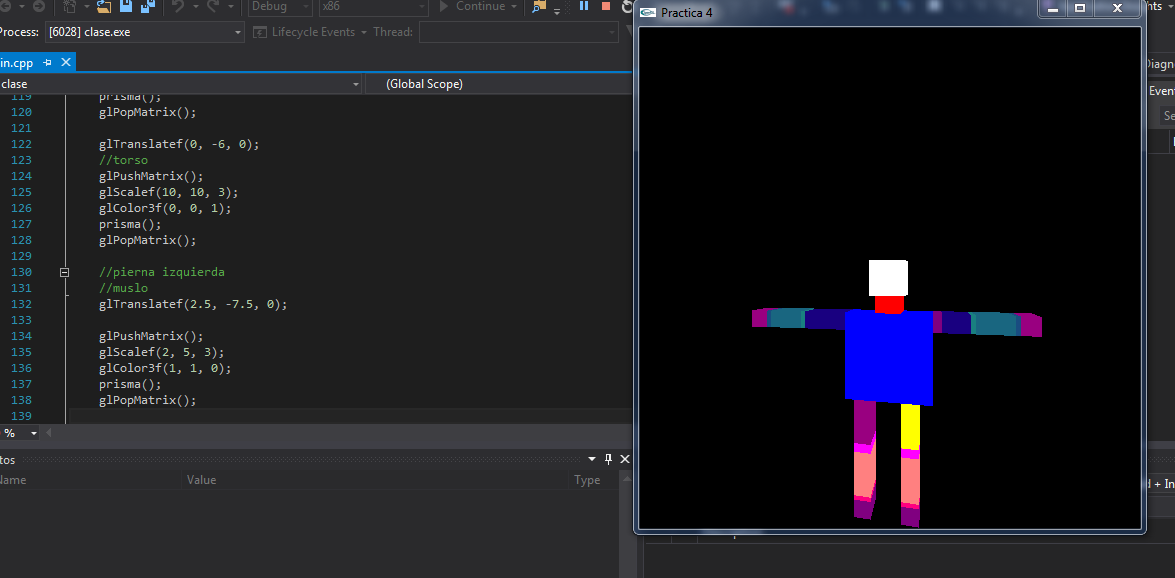 Debug
x86
Continue
Process: [6028] clase.exe
Lifecycle Events
Thread:
in.cpp
clase
(Global Scope)
119 prisma();
120 glPopMatrix();
121
122 glTranslatef(0, -6, 0);
123 //torso
124 glPushMatrix();
125 glScalef(10, 10, 3);
126 glColor3f(0, 0, 1);
127 prisma();
128 glPopMatrix();
129
130 //pierna izquierda
131 //muslo
132 glTranslatef(2.5, -7.5, 0);
133
134 glPushMatrix();
135 glScalef(2, 5, 3);
136 glColor3f(1, 1, 0);
137 prisma();
138 glPopMatrix();
139
%
tos
Name
Value
Type
Practica 4
hts
Diagn
Even
Se
d + In